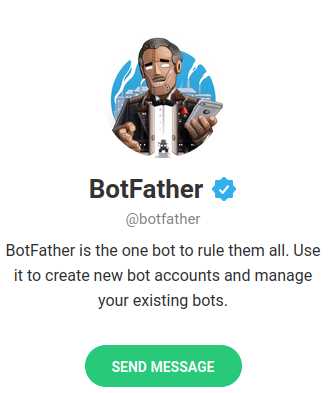 BotFather
@botfather
BotFather is the one bot to rule them all. Use
it to create new bot accounts and manage
your existing bots.
SEND MESSAGE